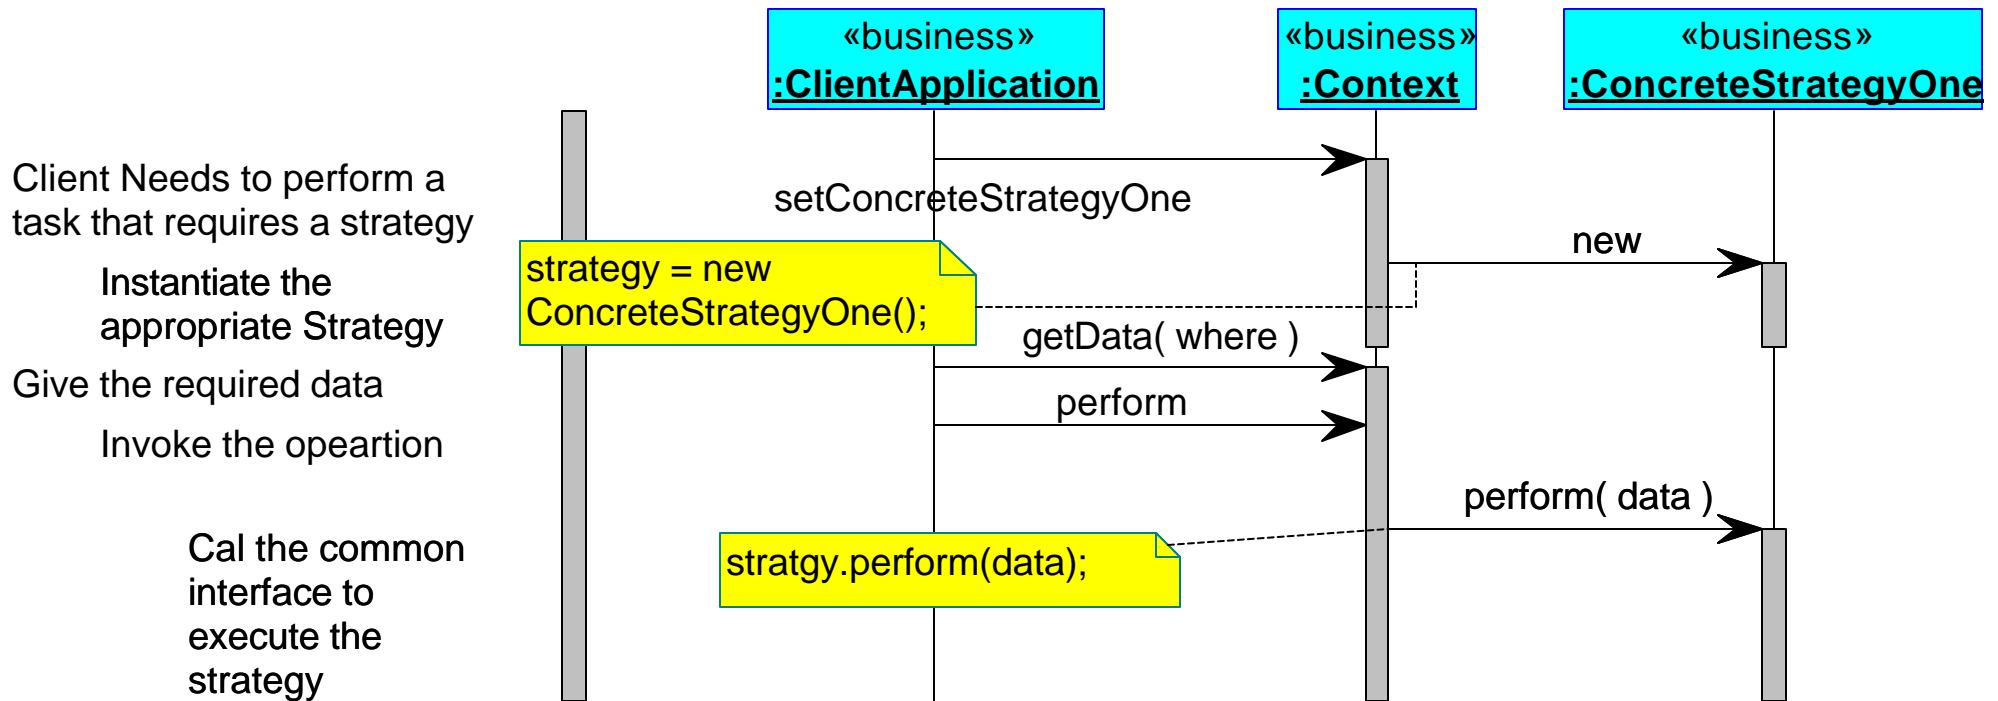 «business»
:ClientApplication
«business»
:Context
«business»
:ConcreteStrategyOne
Client Needs to perform a
task that requires a strategy
setConcreteStrategyOne
new
Instantiate the
appropriate Strategy
strategy = new
ConcreteStrategyOne();
getData( where )
Give the required data
perform
Invoke the opeartion
perform( data )
Cal the common
interface to
execute the
strategy
stratgy.perform(data);